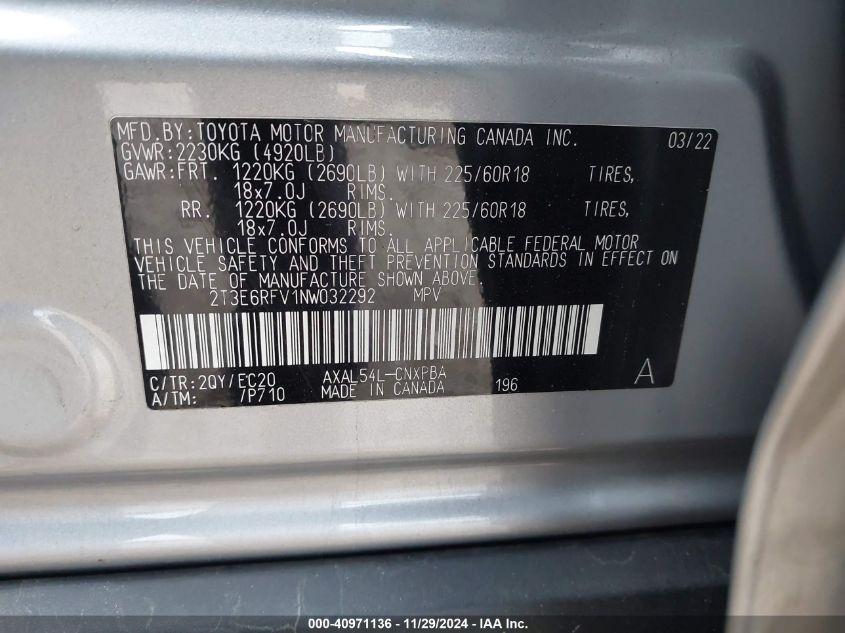 MFD.BY:TOYOTA MOTOR MANUFACTURING CANADA INC. 03/22
GVWR:2230KG (4920LB)
GAWR:FRT. 1220KG (2690LB) WITH 225/60R18 TIRES,
18x7.0J RIMS.
RR. 1220KG (2690LB) WITH 225/60R18 TIRES,
18x7.0J RIMS.
THIS VEHICLE CONFORMS TO ALL APPLICABLE FEDERAL MOTOR
VEHICLE SAFETY AND THEFT PREVENTION STANDARDS IN EFFECT ON
THE DATE OF MANUFACTURE SHOWN ABOVE.
2T3E6RFV1NW032292 MPV
C/TR:2QY/EC20 AXAL54L-CNXPBA
A/TM: /P710 MADE IN CANADA 196 A
000-40971136 - 11/29/2024 - IAA Inc.